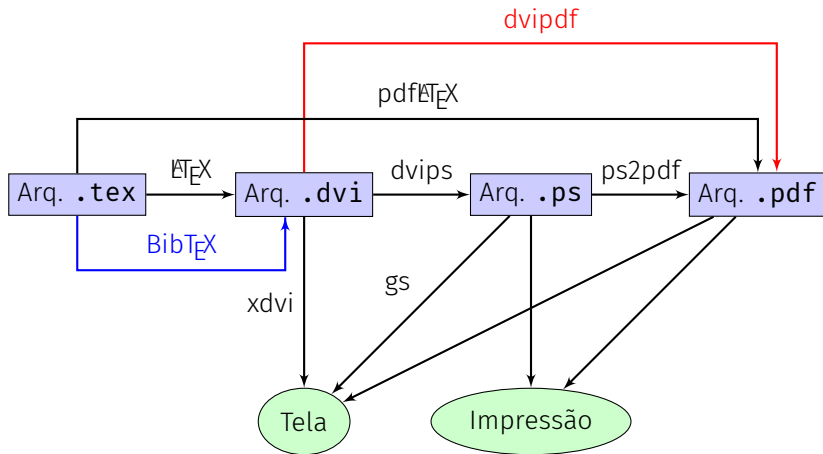 dvipdf
pdfLATEX
LATEX
dvips
ps2pdf
Arq. .tex
Arq. .dvi
Arq. .ps
Arq. .pdf
BibTEX
gs
xdvi
Tela
Impressão